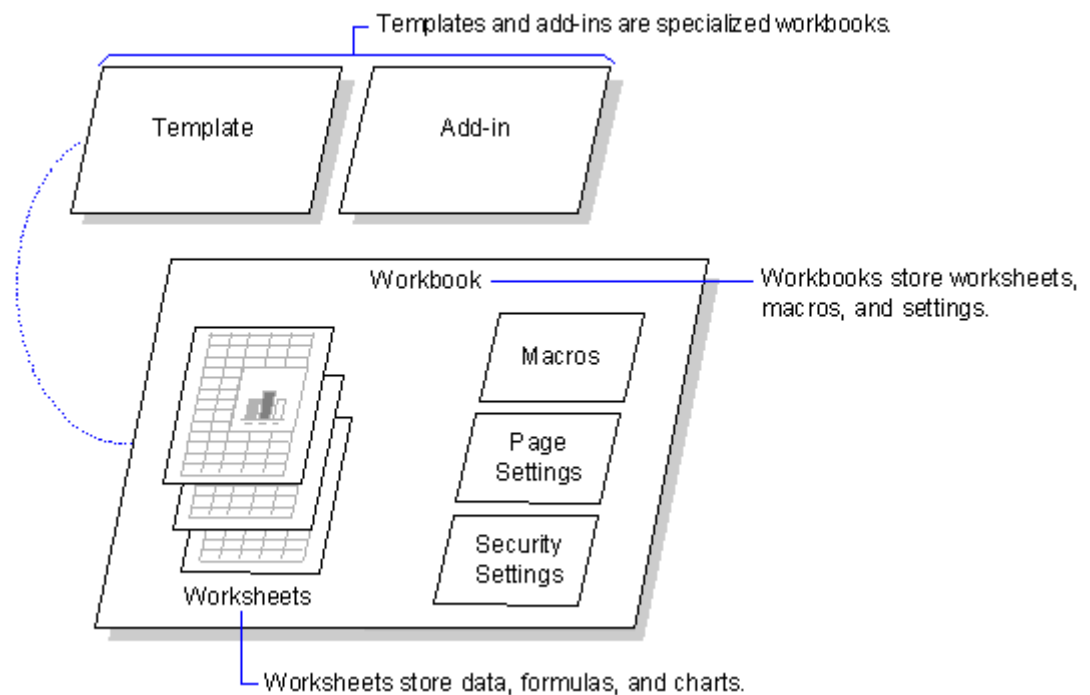 Templates and add-ins are specialized workbooks.
Template
Add-in
Workbook
Workbooks store worksheets,
macros, and settings.
Macros
Page
Settings
Security
Settings
Worksheets
Worksheets store data, formulas, and charts.